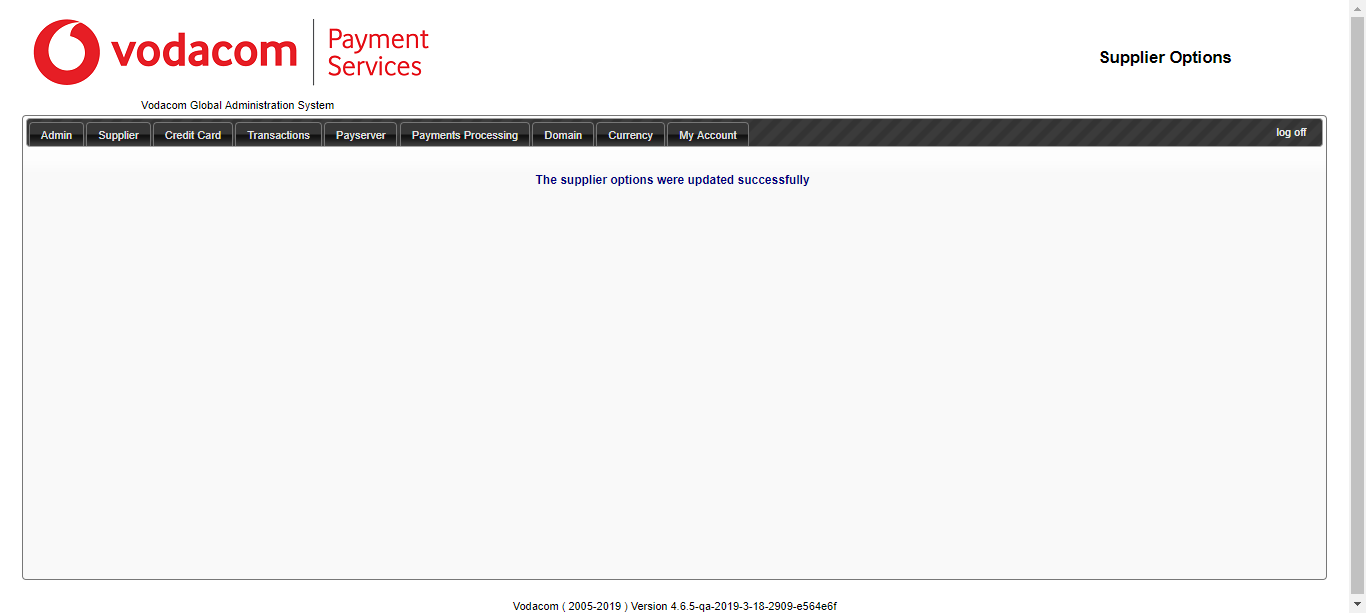 vodacom
Payment
Services
Supplier Options
Vodacom Global Administration System
Admin Supplier Credit Card Transactions Payserver Payments Processing Domain Currency My Account log off
The supplier options were updated successfully
Vodacom ( 2005-2019 ) Version 4.6.5-qa-2019-3-18-2909-e564e6f